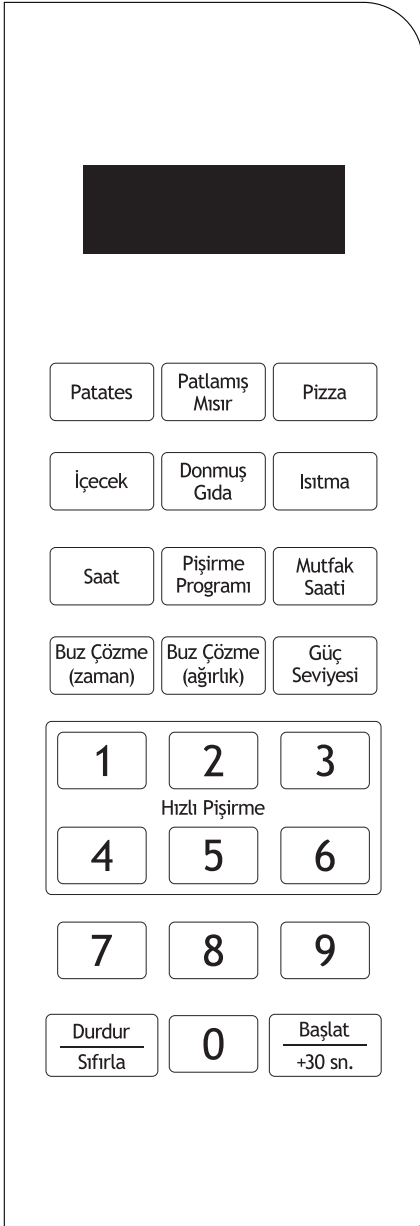 Patates
Patlamış
Mısır
Pizza
İçecek
Donmuş
Gıda
Isıtma
Saat
Pişirme
Programı
Mutfak
Saati
Buz Çözme
(zaman)
Buz Çözme
(ağırlık)
Güç
Seviyesi
1
2
3
Hızlı Pişirme
4
5
6
7
8
9
Durdur
Sıfırla
0
Başlat
+30 sn.